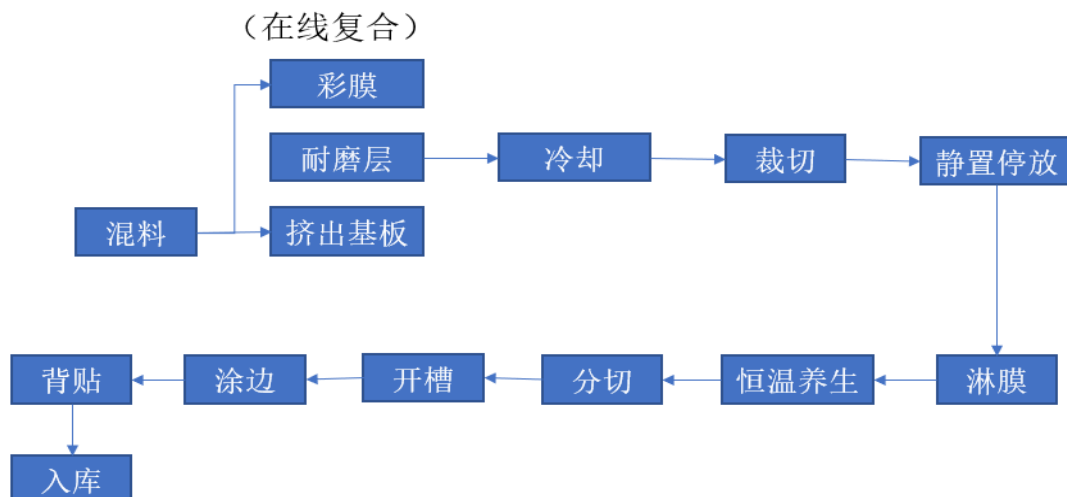 （在线复合）
彩膜
耐磨层
冷却
裁切
静置停放
混料
挤出基板
背贴
涂边
开槽
分切
恒温养生
淋膜
入库